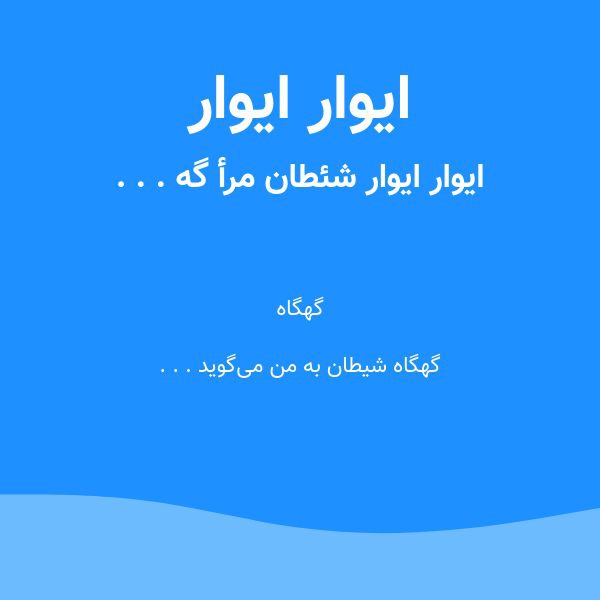 ایوار ایوار
ایوار ایوار شئطان مرأ گه . . .
گهگاه
گهگاه شیطان به من می‌گوید . . .